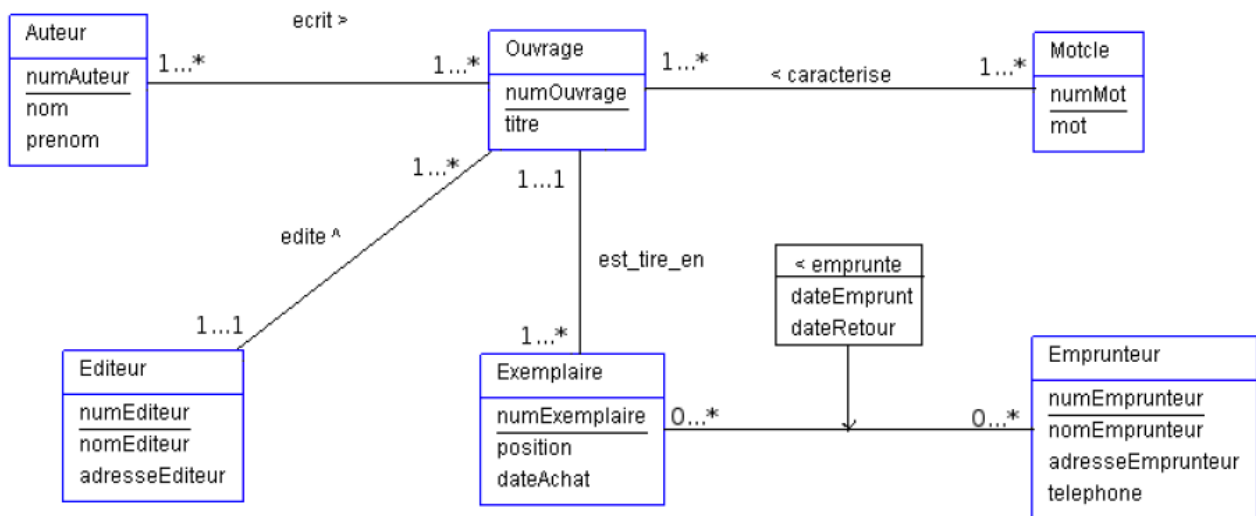 ecrit >
Auteur
numAuteur
nom
prenom
1...*
1...*
Ouvrage
numOuvrage
titre
1...*
< caracterise
1...*
Motcle
numMot
mot
1...*
1...1
edite ^
est_tire_en
< emprunte
dateEmprunt
dateRetour
1...1
1...*
Editeur
numEditeur
nomEditeur
adresseEditeur
Exemplaire
numExemplaire
position
dateAchat
0...*
0...*
Emprunteur
numEmprunteur
nomEmprunteur
adresseEmprunteur
telephone